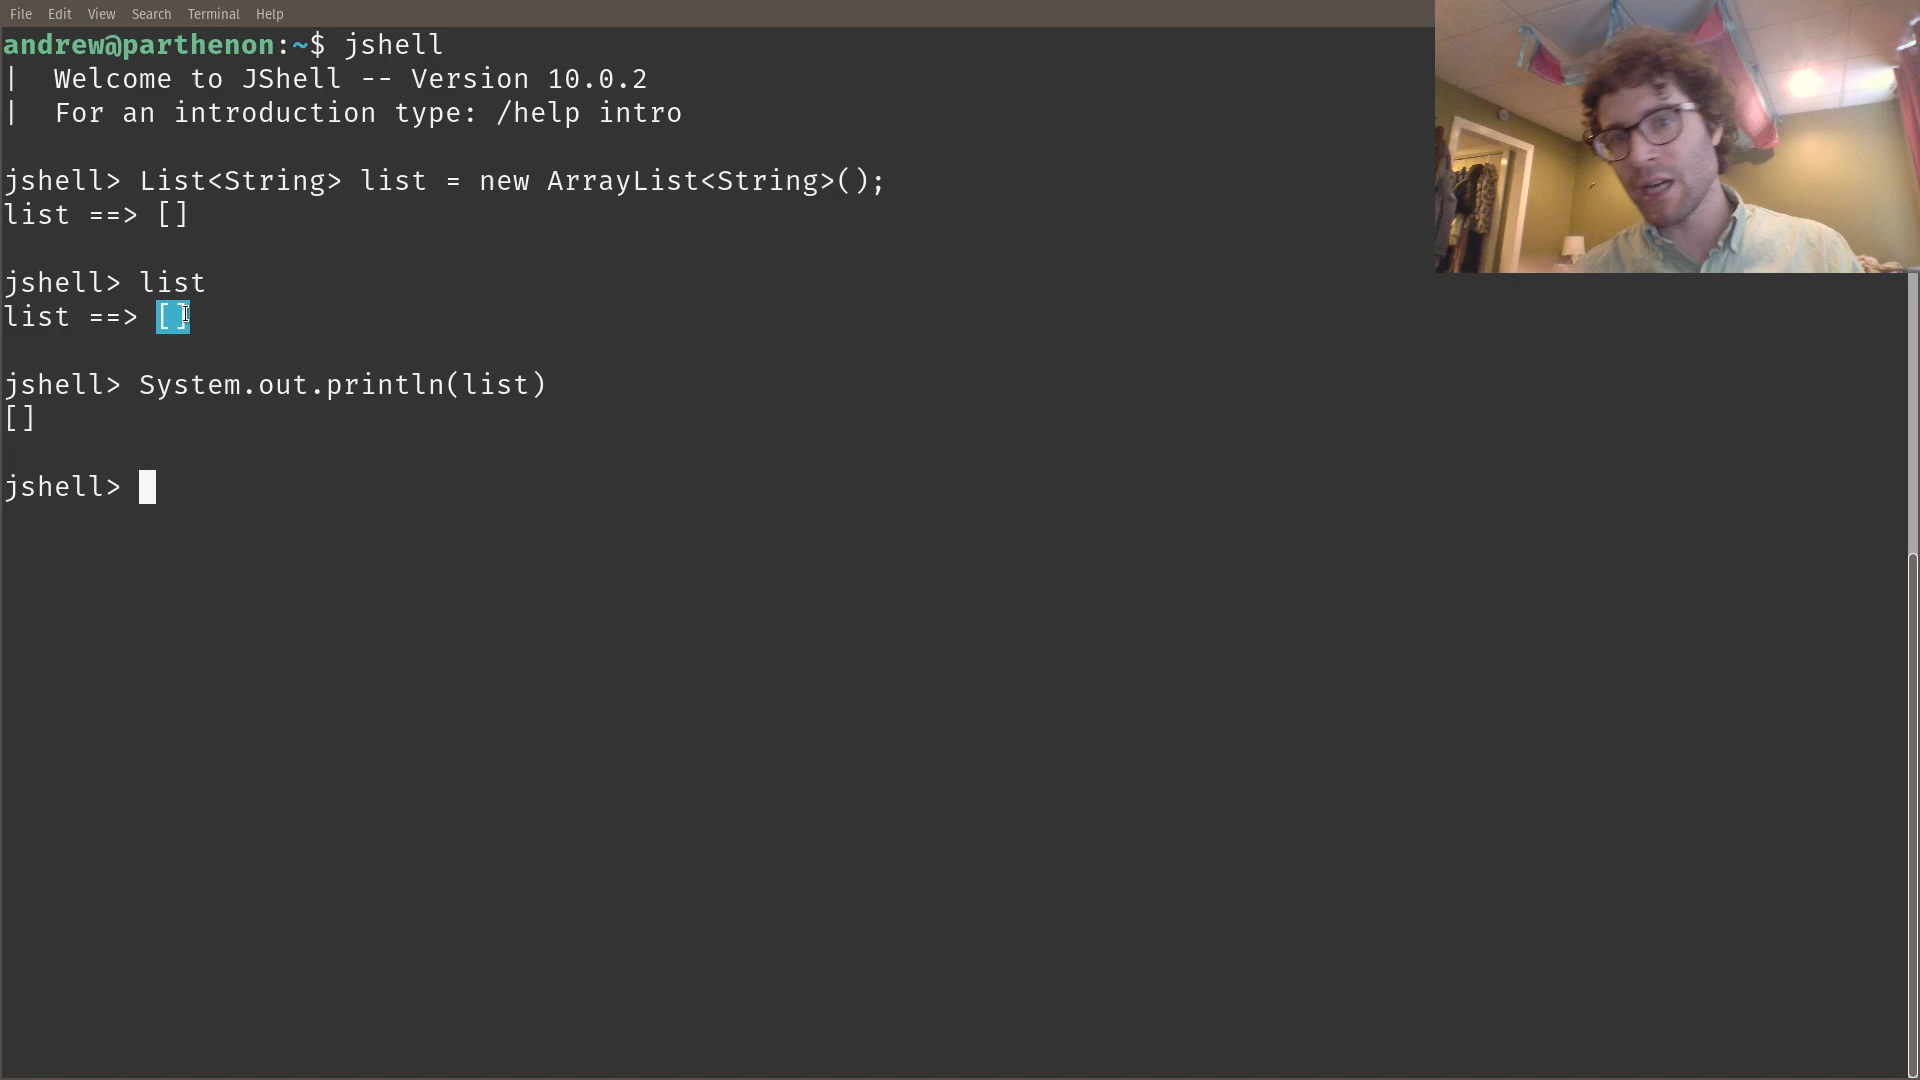 File Edit View Search Terminal Help
andrew@parthenon:~$ jshell
|  Welcome to JShell -- Version 10.0.2
|  For an introduction type: /help intro
jshell> List<String> list = new ArrayList<String>();
list ==> []
jshell> list
list ==> []
jshell> System.out.println(list)
[]
jshell>